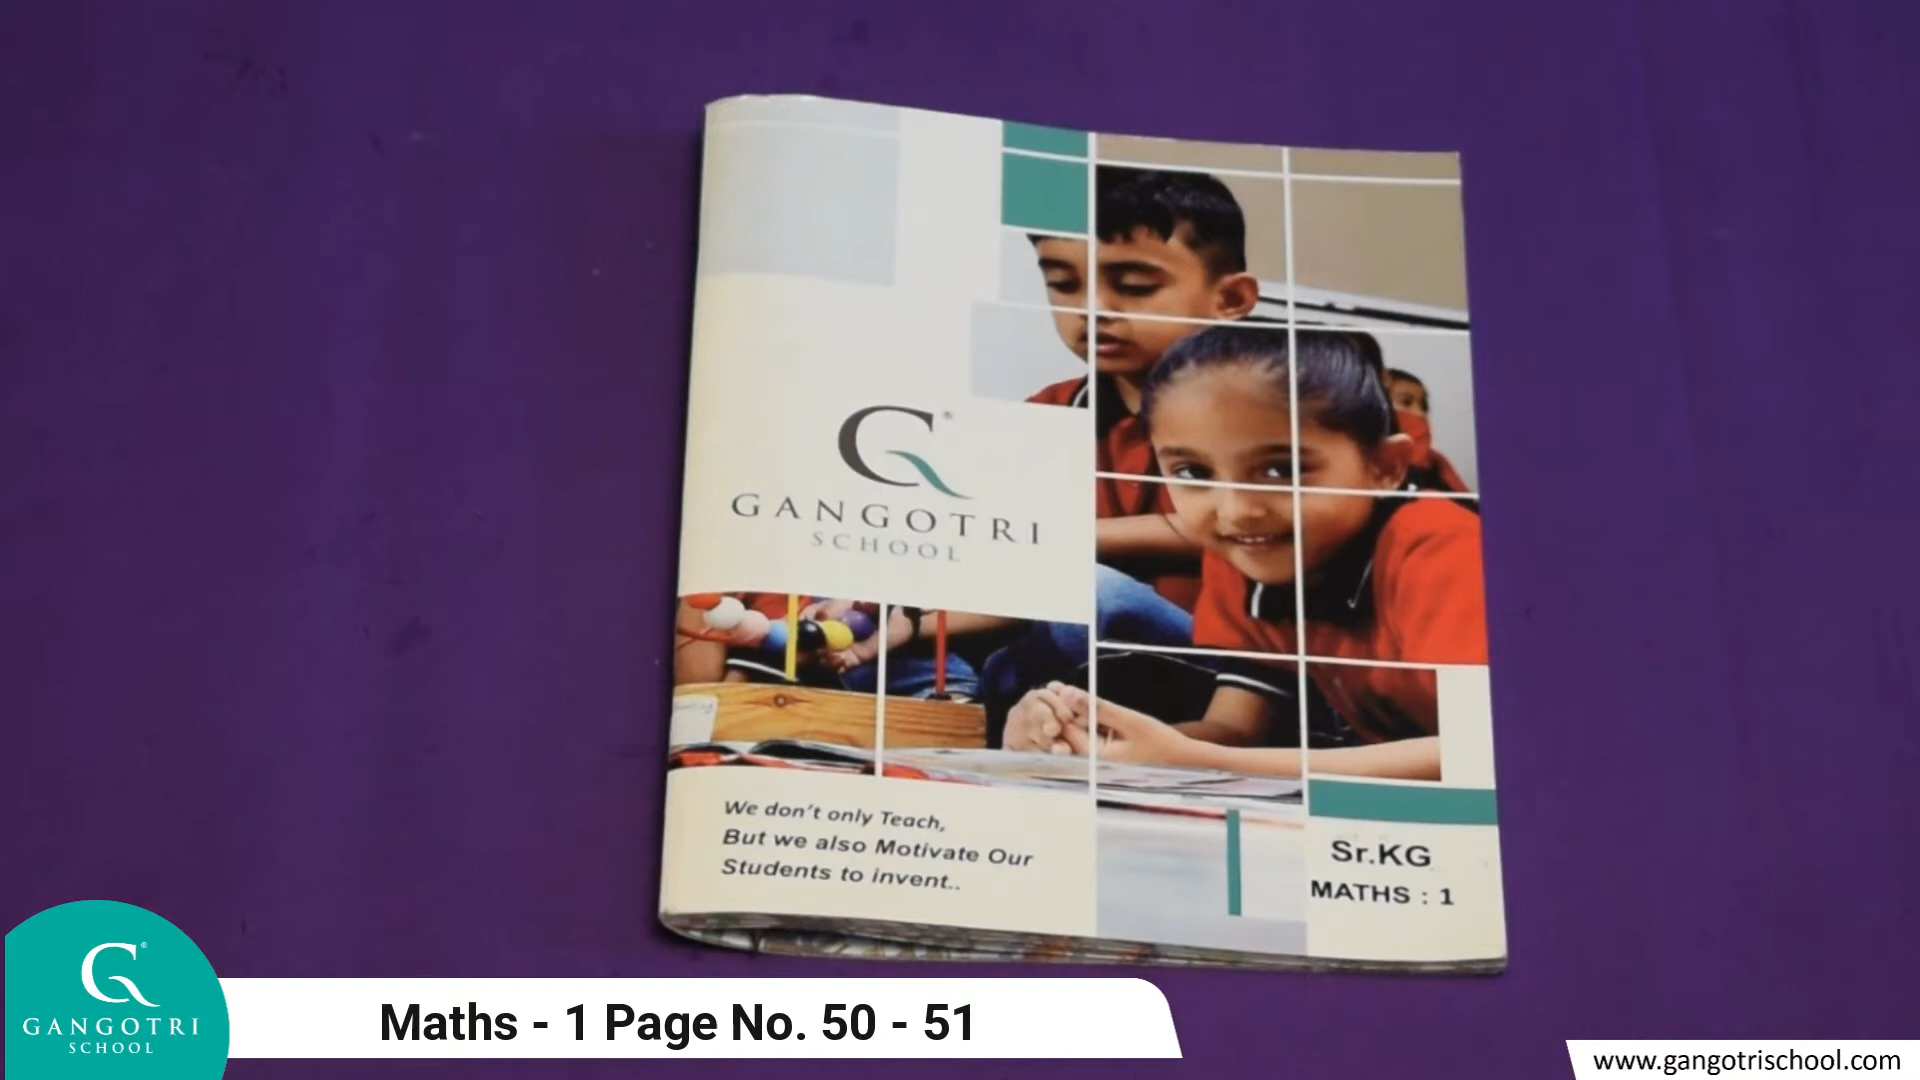 GANGOTRI
SCHOOL
We don't only Teach,
But we also Motivate Our
Students to invent..
Sr.KG
MATHS : 1
GANGOTRI
SCHOOL
Maths - 1 Page No. 50 - 51
www.gangotrischool.com